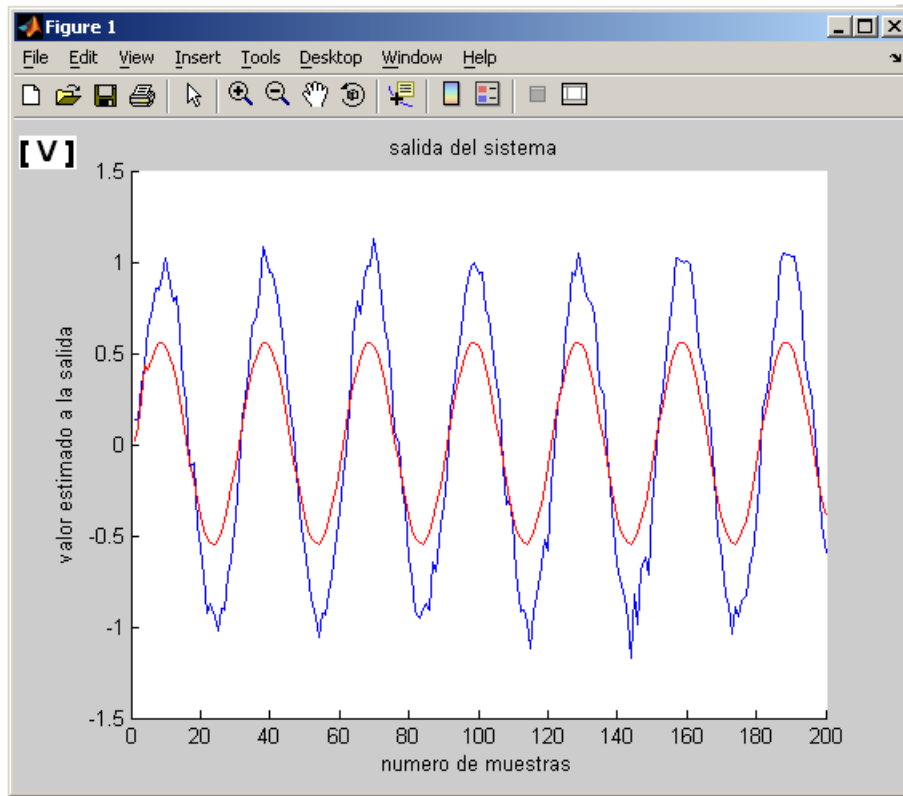 Figure 1
File Edit View Insert Tools Desktop Window Help
[ V ]
salida del sistema
1.5
1
0.5
0
-0.5
-1
-1.5
valor estimado a la salida
0 20 40 60 80 100 120 140 160 180 200
numero de muestras